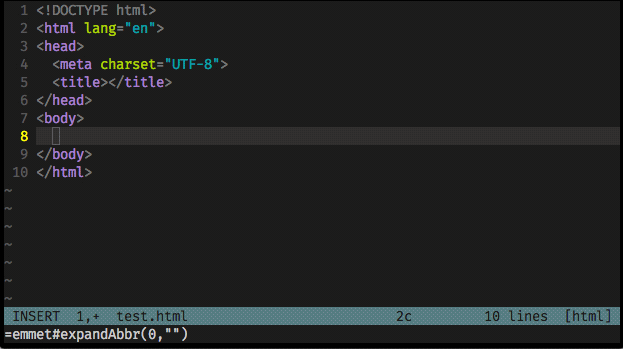 1 <!DOCTYPE html>
2 <html lang="en">
3 <head>
4   <meta charset="UTF-8">
5   <title></title>
6 </head>
7 <body>
8
9 </body>
10 </html>
~
~
~
~
~
~
~
INSERT  1,+  test.html  2c  10 lines  [html]
=emmet#expandAbbr(0,"")